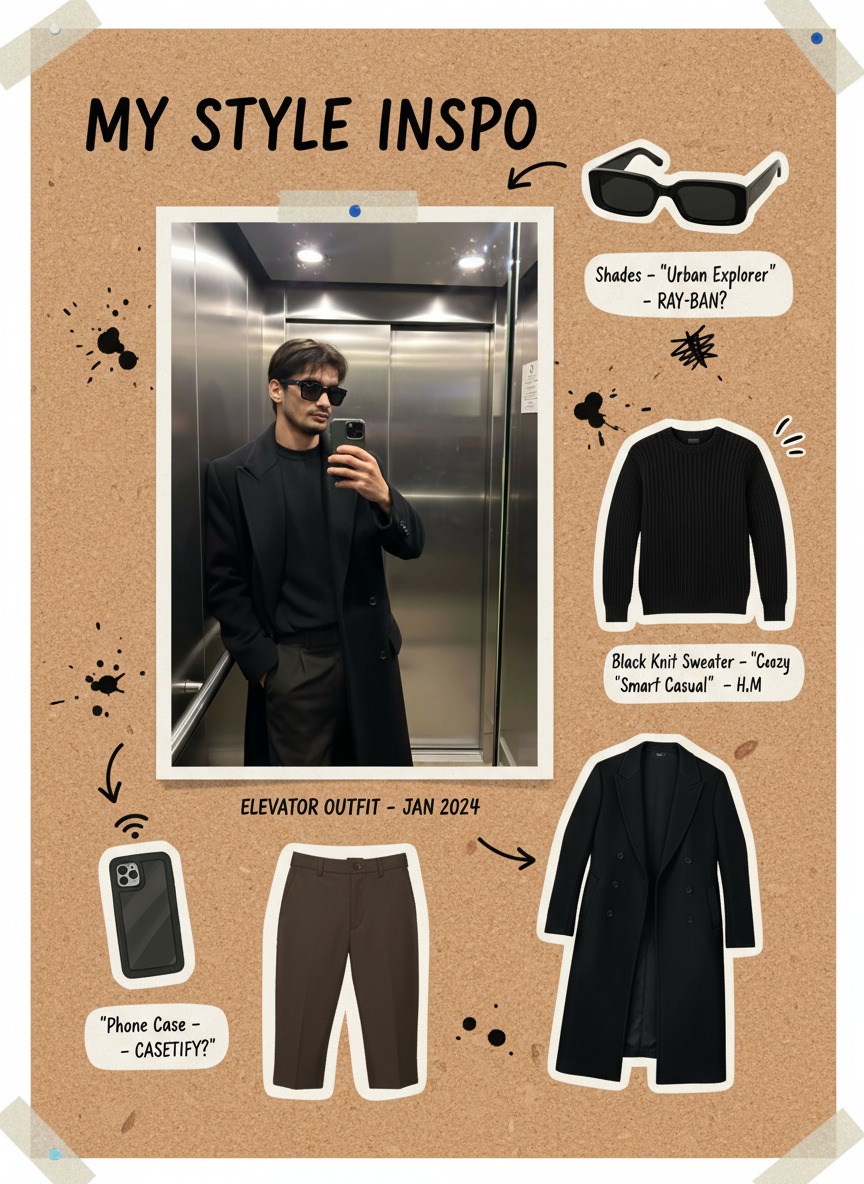 MY STYLE INSPO
Shades - "Urban Explorer"
- RAY-BAN?
Black Knit Sweater - "Cozy
"Smart Casual" - H.M
ELEVATOR OUTFIT - JAN 2024
"Phone Case -
- CASETIFY?"